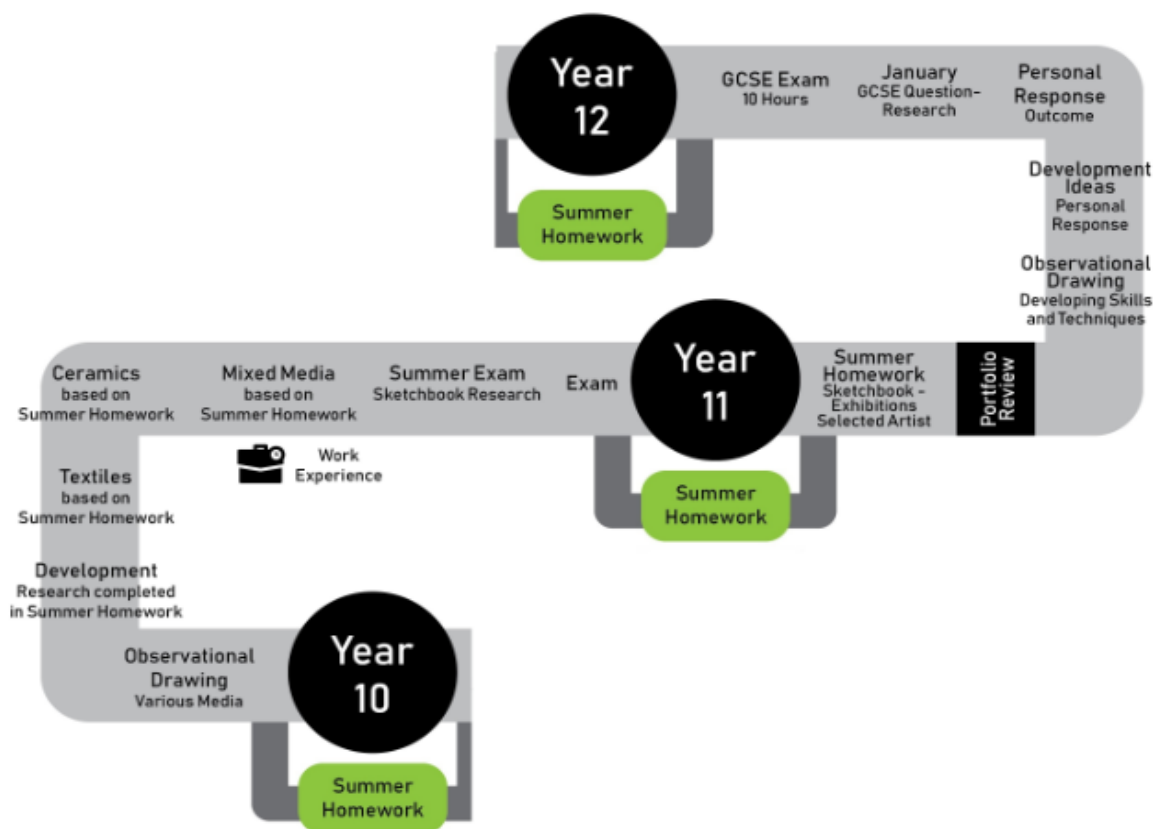 Year
12
GCSE Exam
10 Hours
January
GCSE Question-
Research
Personal
Response
Outcome
Summer
Homework
Development
Ideas
Personal
Response
Observational
Drawing
Developing Skills
and Techniques
Ceramics
based on
Summer Homework
Mixed Media
based on
Summer Homework
Summer Exam
Sketchbook Research
Exam
Year
11
Summer
Homework
Sketchbook -
Exhibitions
Selected Artist
Portfolio
Review
Work
Experience
Summer
Homework
Textiles
based on
Summer Homework
Development
Research completed
in Summer Homework
Observational
Drawing
Various Media
Year
10
Summer
Homework